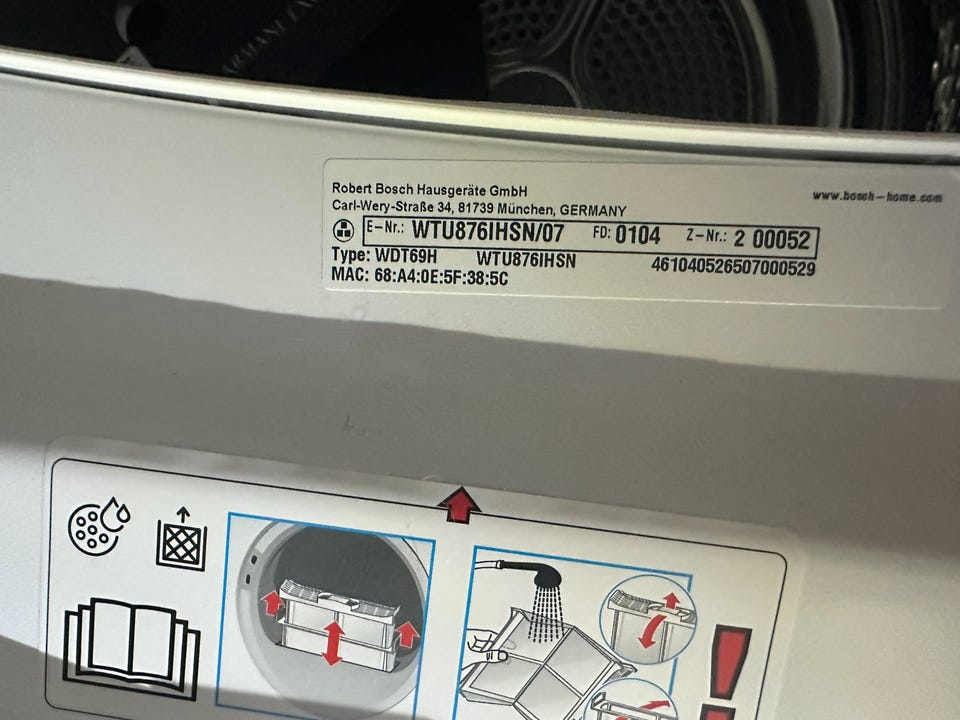 Robert Bosch Hausgeräte GmbH
www.bosch-home.com
Carl-Wery-Straße 34, 81739 München, GERMANY
E-Nr.: WTU876IHSN/07 FD: 0104 Z-Nr.: 2 00052
Type: WDT69H WTU876IHSN 461040526507000529
MAC: 68:A4:0E:5F:38:5C